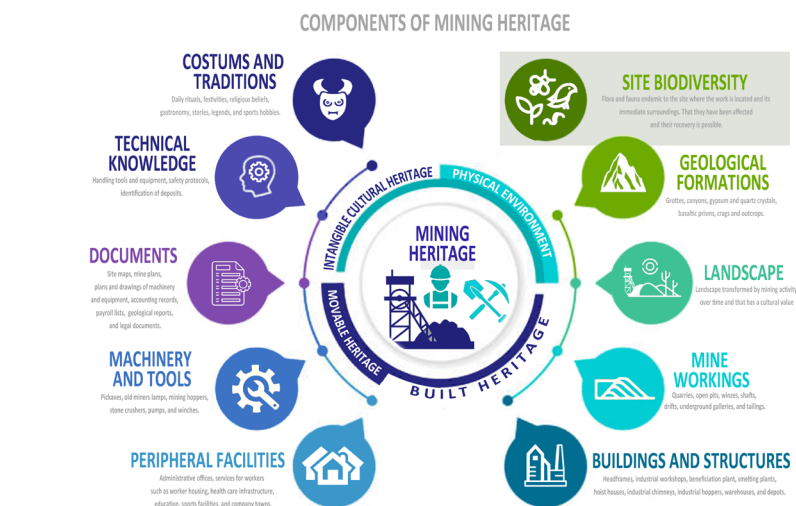 COMPONENTS OF MINING HERITAGE
COSTUMS AND
TRADITIONS
Daily rituals, festivities, religious beliefs,
gastronomy, stories, legends, and sports hobbies.
TECHNICAL
KNOWLEDGE
Handling tools and equipment, safety protocols,
identification of deposits.
DOCUMENTS
Site maps, mine plans,
plans and drawings of machinery
and equipment, accounting records,
payroll lists, geological reports,
and legal documents.
MACHINERY
AND TOOLS
Pickaxes, old miners lamps, mining hoppers,
stone crushers, pumps, and winches.
PERIPHERAL FACILITIES
Administrative offices, services for workers
such as worker housing, health care infrastructure,
education, sports facilities, and company towns.
INTANGIBLE CULTURAL HERITAGE
PHYSICAL ENVIRONMENT
MINING
HERITAGE
MOVABLE HERITAGE
BUILT HERITAGE
SITE BIODIVERSITY
Flora and fauna endemic to the site where the work is located and its
immediate surroundings. That they have been affected
and their recovery is possible.
GEOLOGICAL
FORMATIONS
Grottes, canyons, gypsum and quartz crystals,
basaltic prisms, crags and outcrops.
LANDSCAPE
Landscape transformed by mining activity
over time and that has a cultural value
MINE
WORKINGS
Quarries, open pits, winzes, shafts,
drifts, underground galleries, and tailings.
BUILDINGS AND STRUCTURES
Headframes, industrial workshops, beneficiation plant, smelting plants,
hoist houses, industrial chimneys, industrial hoppers, warehouses, and depots.